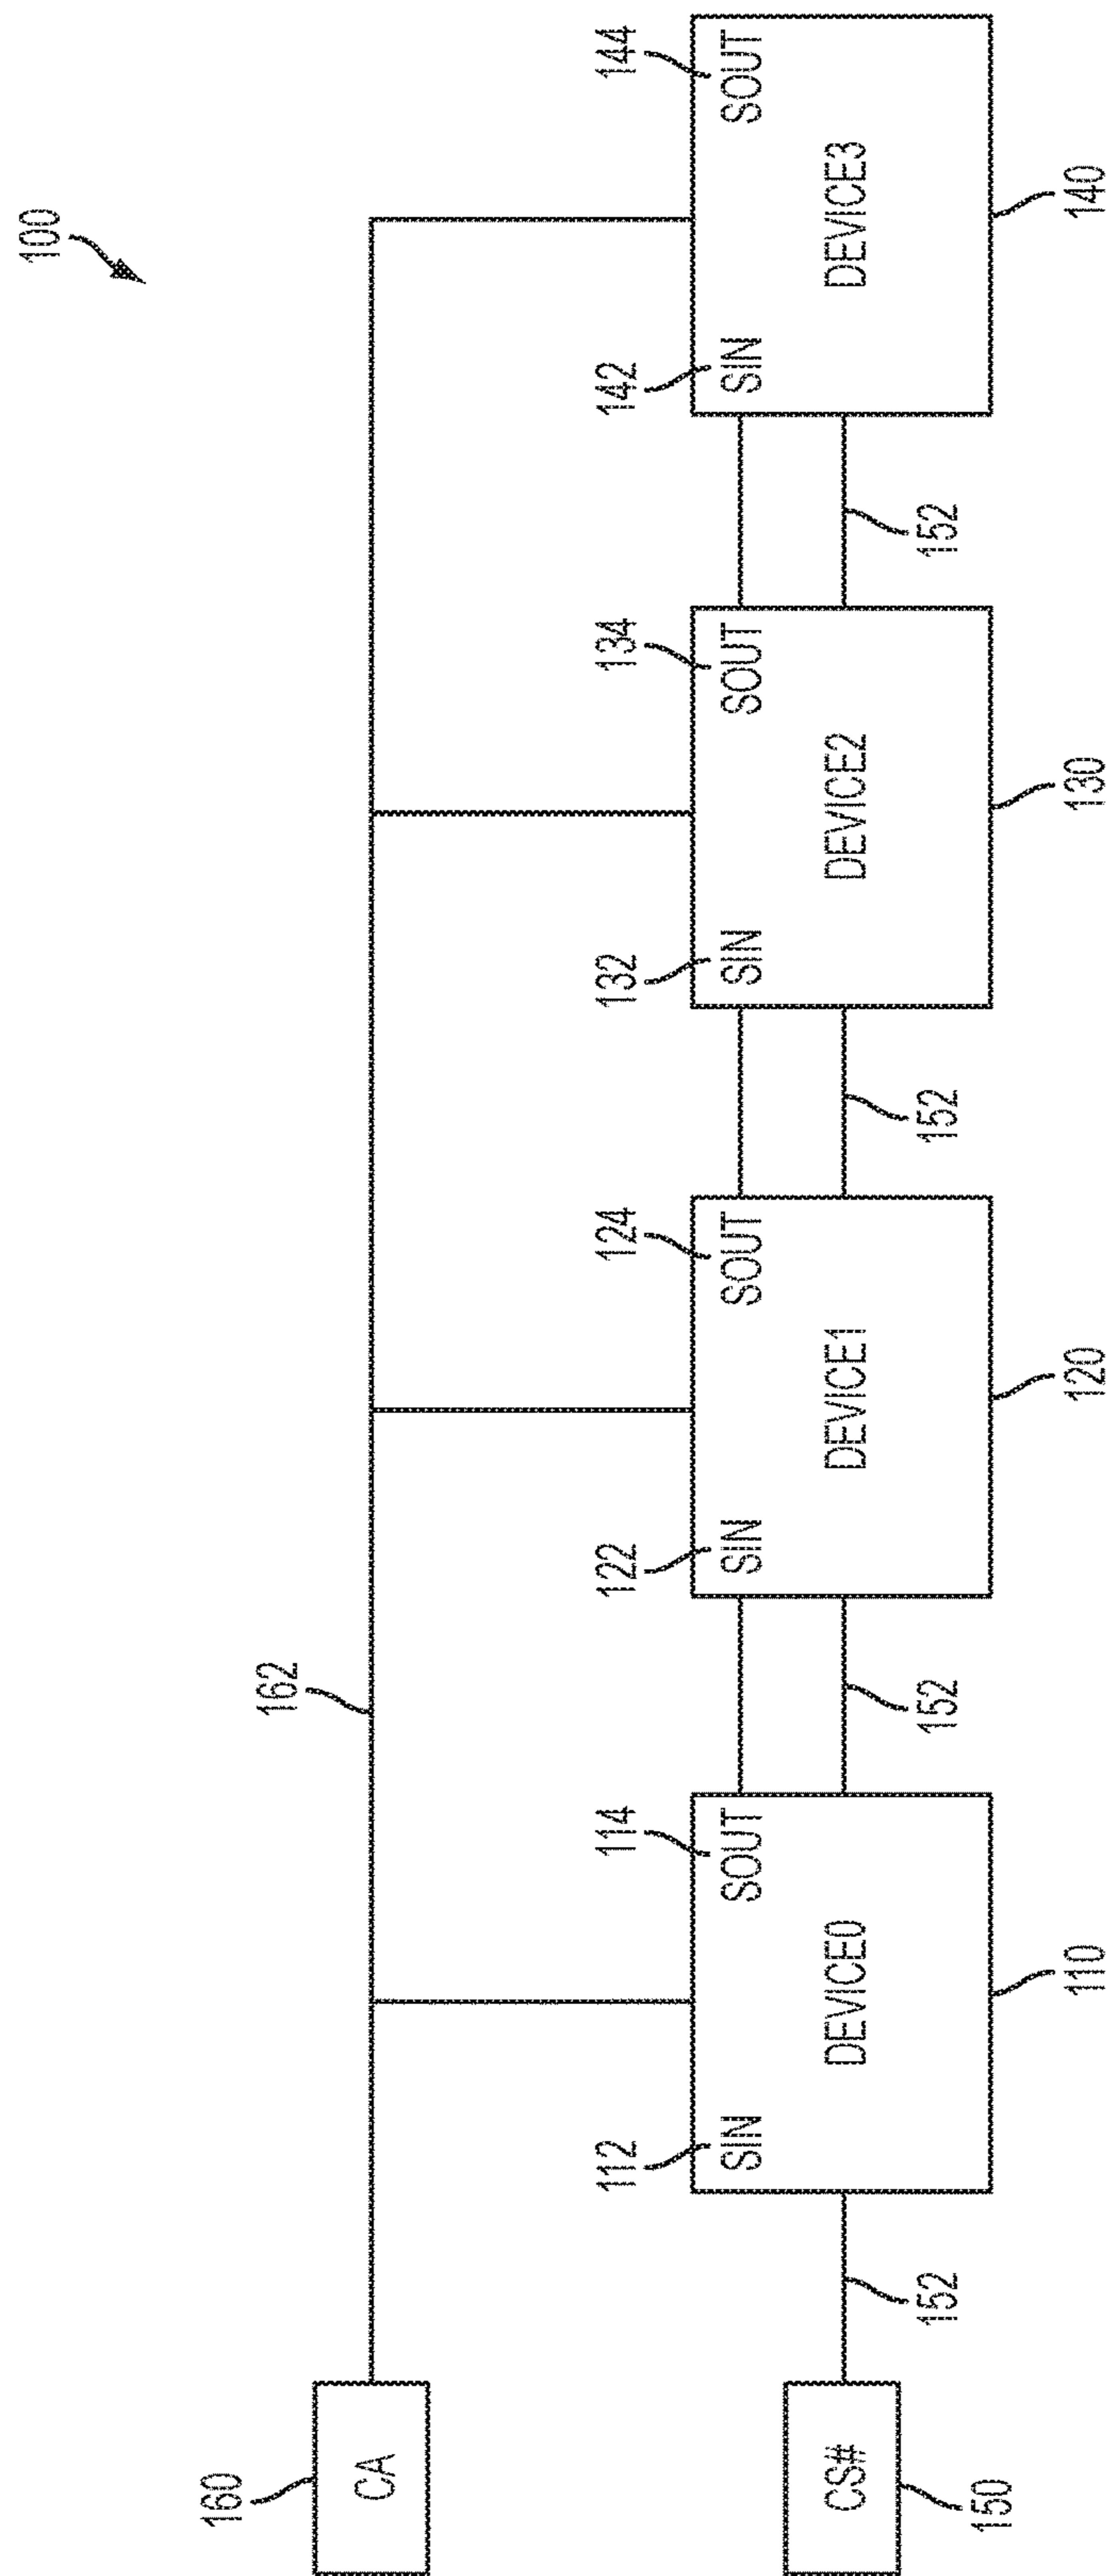 100
162
160
CA
112
SIN
114
SOUT
122
SIN
124
SOUT
132
SIN
134
SOUT
142
SIN
144
SOUT
CS#
DEVICE0
DEVICE1
DEVICE2
DEVICE3
150
152
152
152
152
110
120
130
140